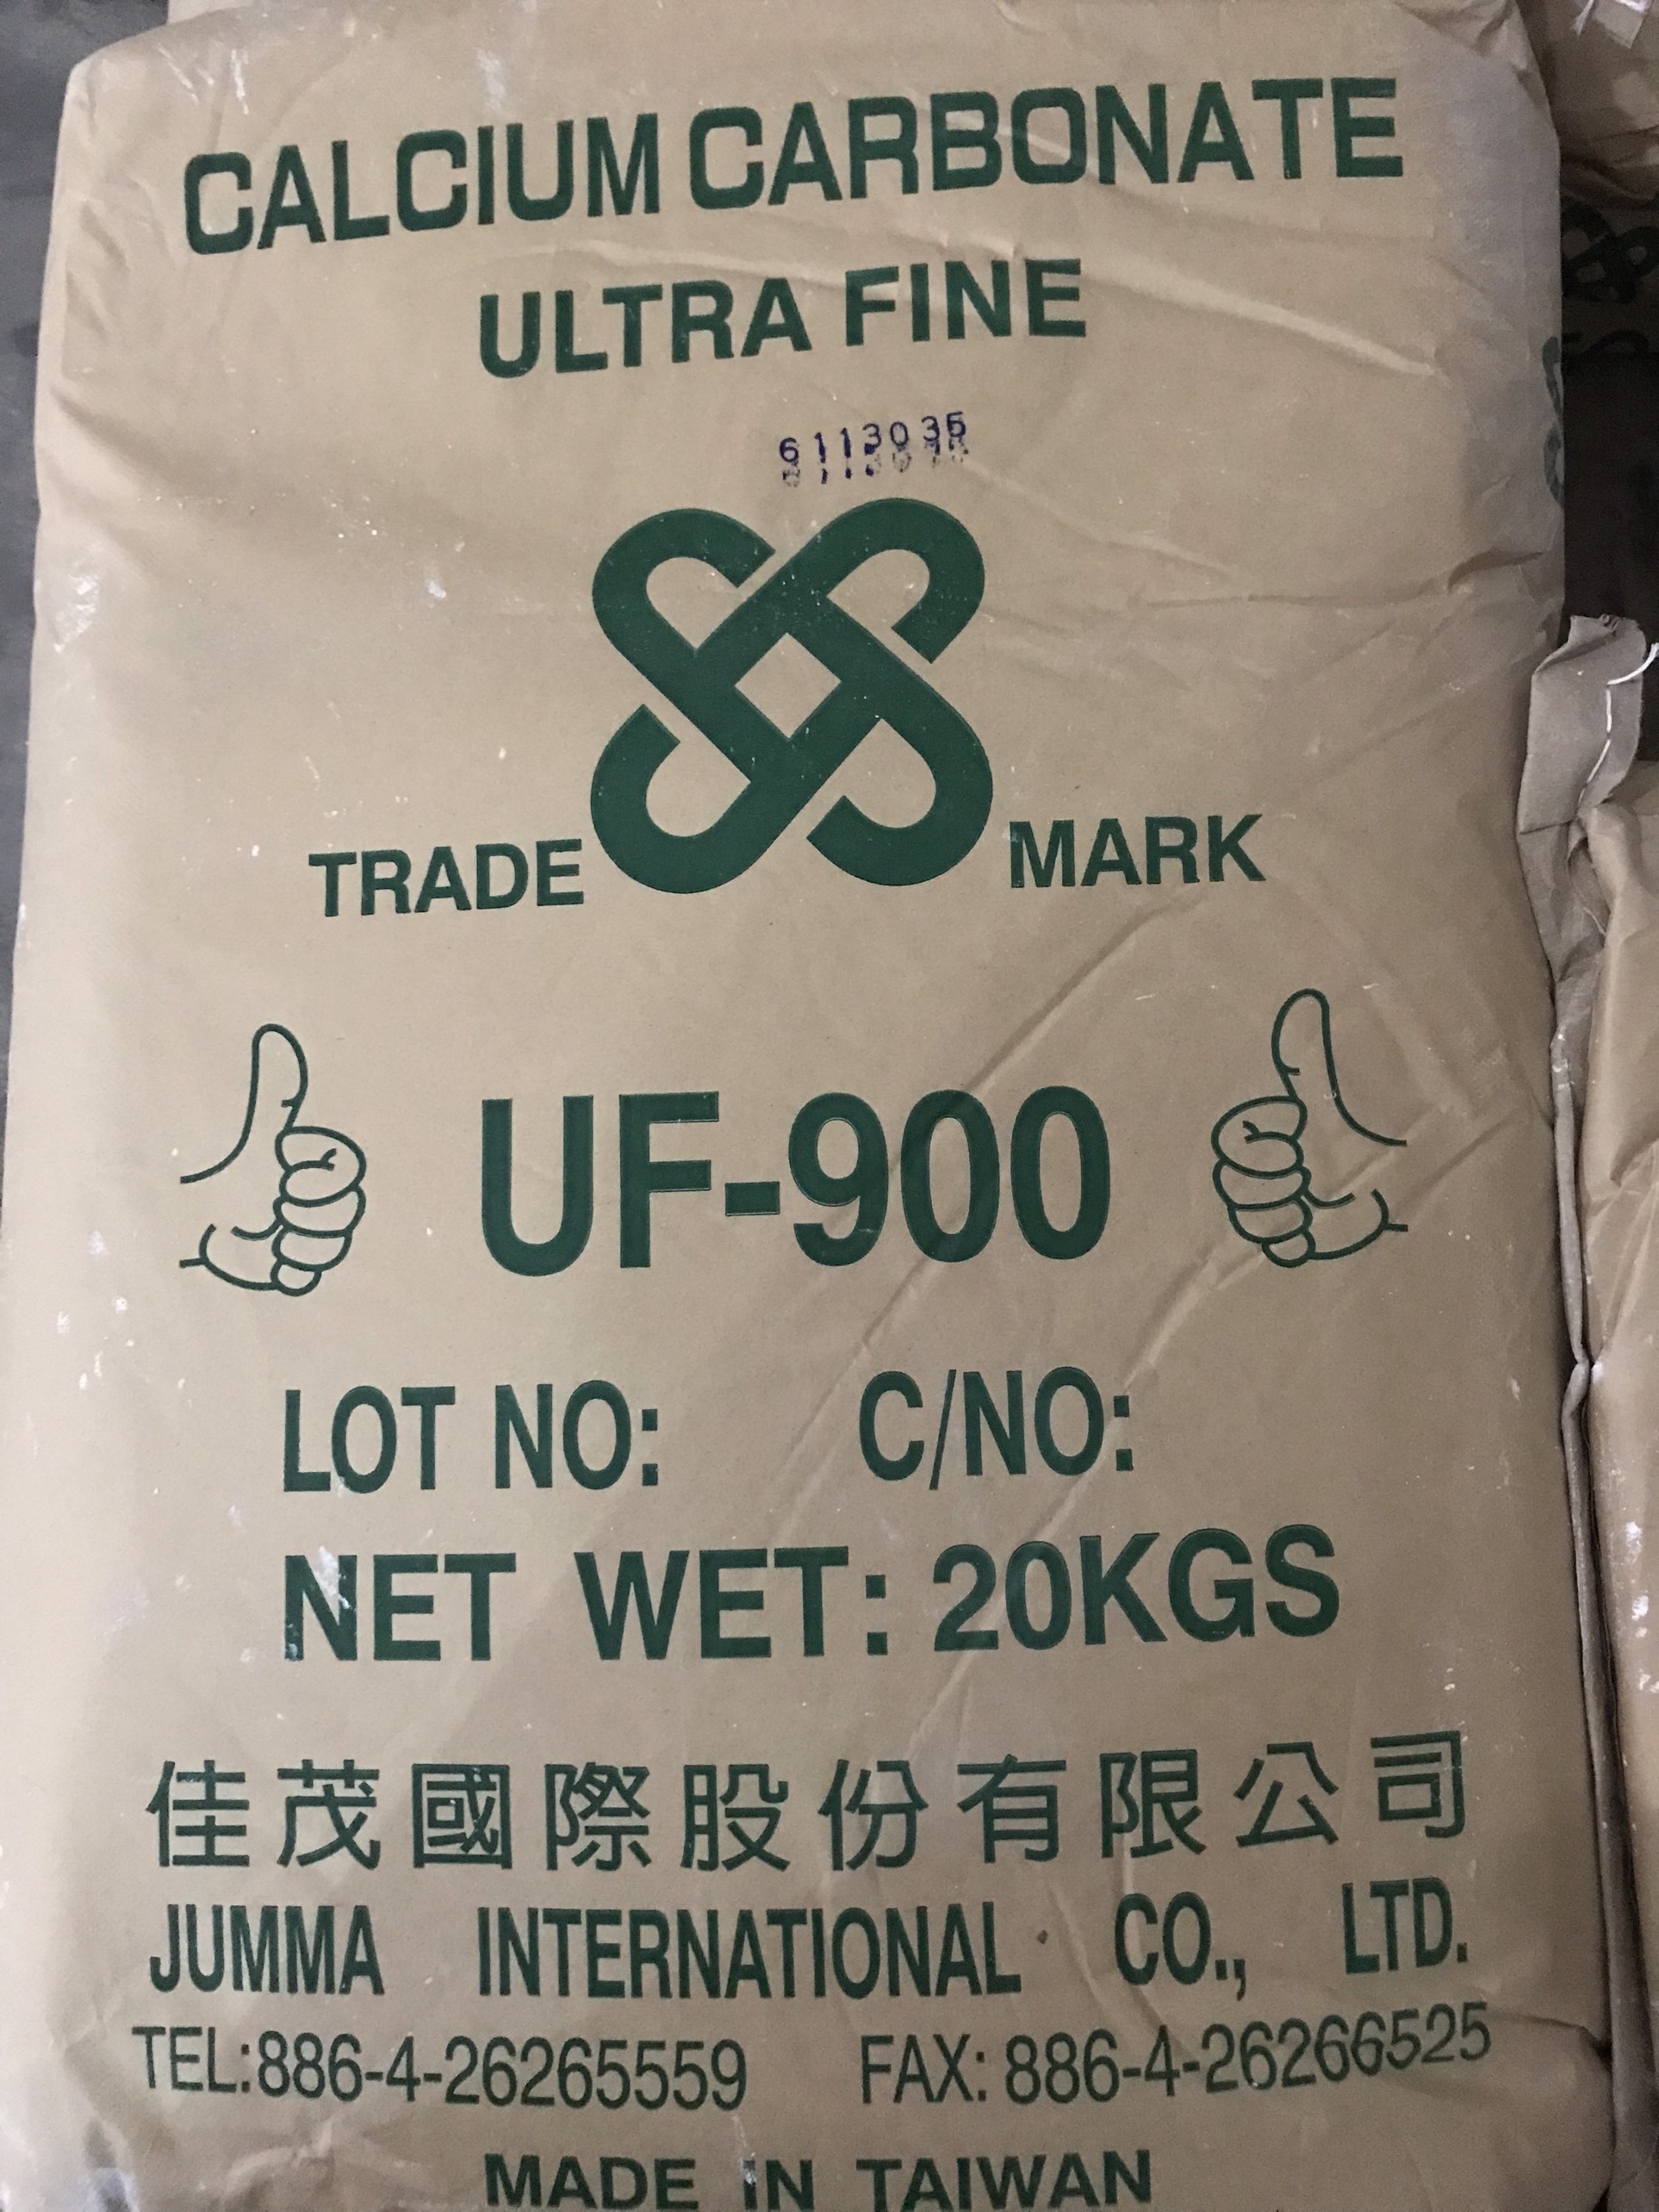 CALCIUM CARBONATE
ULTRA FINE
6113035
TRADE MARK
UF-900
LOT NO: C/NO:
NET WET: 20KGS
佳茂國際股份有限公司
JUMMA INTERNATIONAL CO., LTD.
TEL:886-4-26265559 FAX: 886-4-26266525
MADE IN TAIWAN